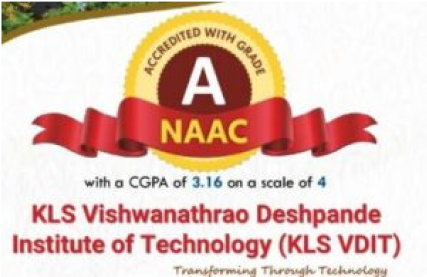 ACCREDITED WITH GRADE
A
NAAC
with a CGPA of 3.16 on a scale of 4
KLS Vishwanathrao Deshpande
Institute of Technology (KLS VDIT)
Transforming Through Technology